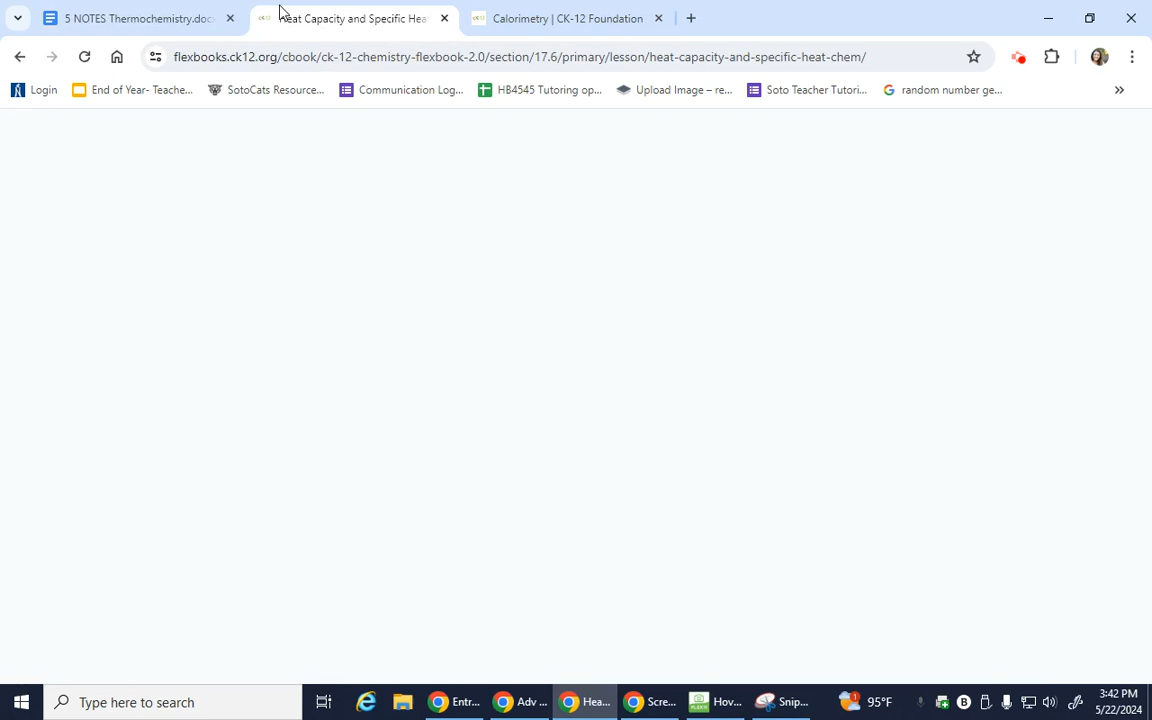 5 NOTES Thermochemistry.doc
Heat Capacity and Specific Hea
Calorimetry | CK-12 Foundation
flexbooks.ck12.org/cbook/ck-12-chemistry-flexbook-2.0/section/17.6/primary/lesson/heat-capacity-and-specific-heat-chem/
Login
End of Year- Teache...
SotoCats Resource...
Communication Log...
HB4545 Tutoring op...
Upload Image – re...
Soto Teacher Tutori...
random number ge...
Type here to search
Entr...
Adv ...
Hea...
Scre...
Hov...
Snip...
95°F
3:42 PM
5/22/2024